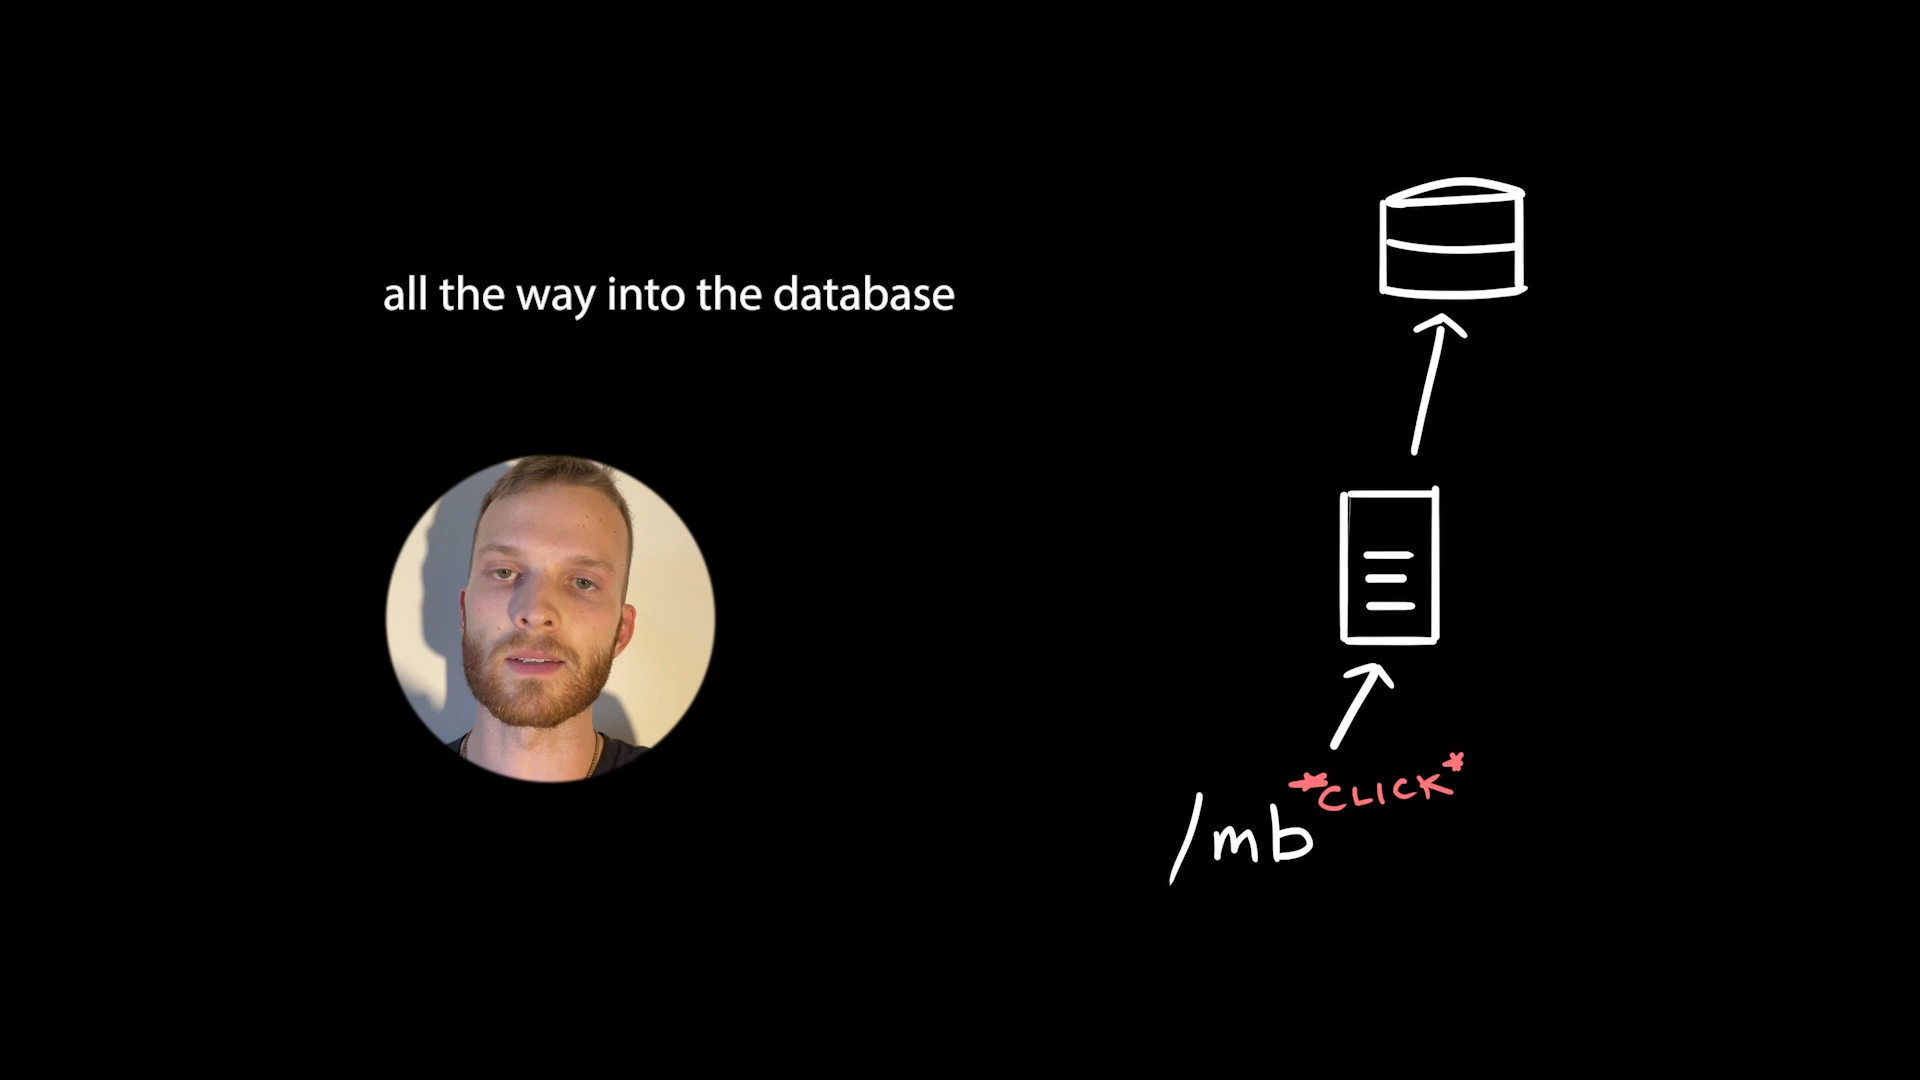 all the way into the database
*CLICK*
/mb